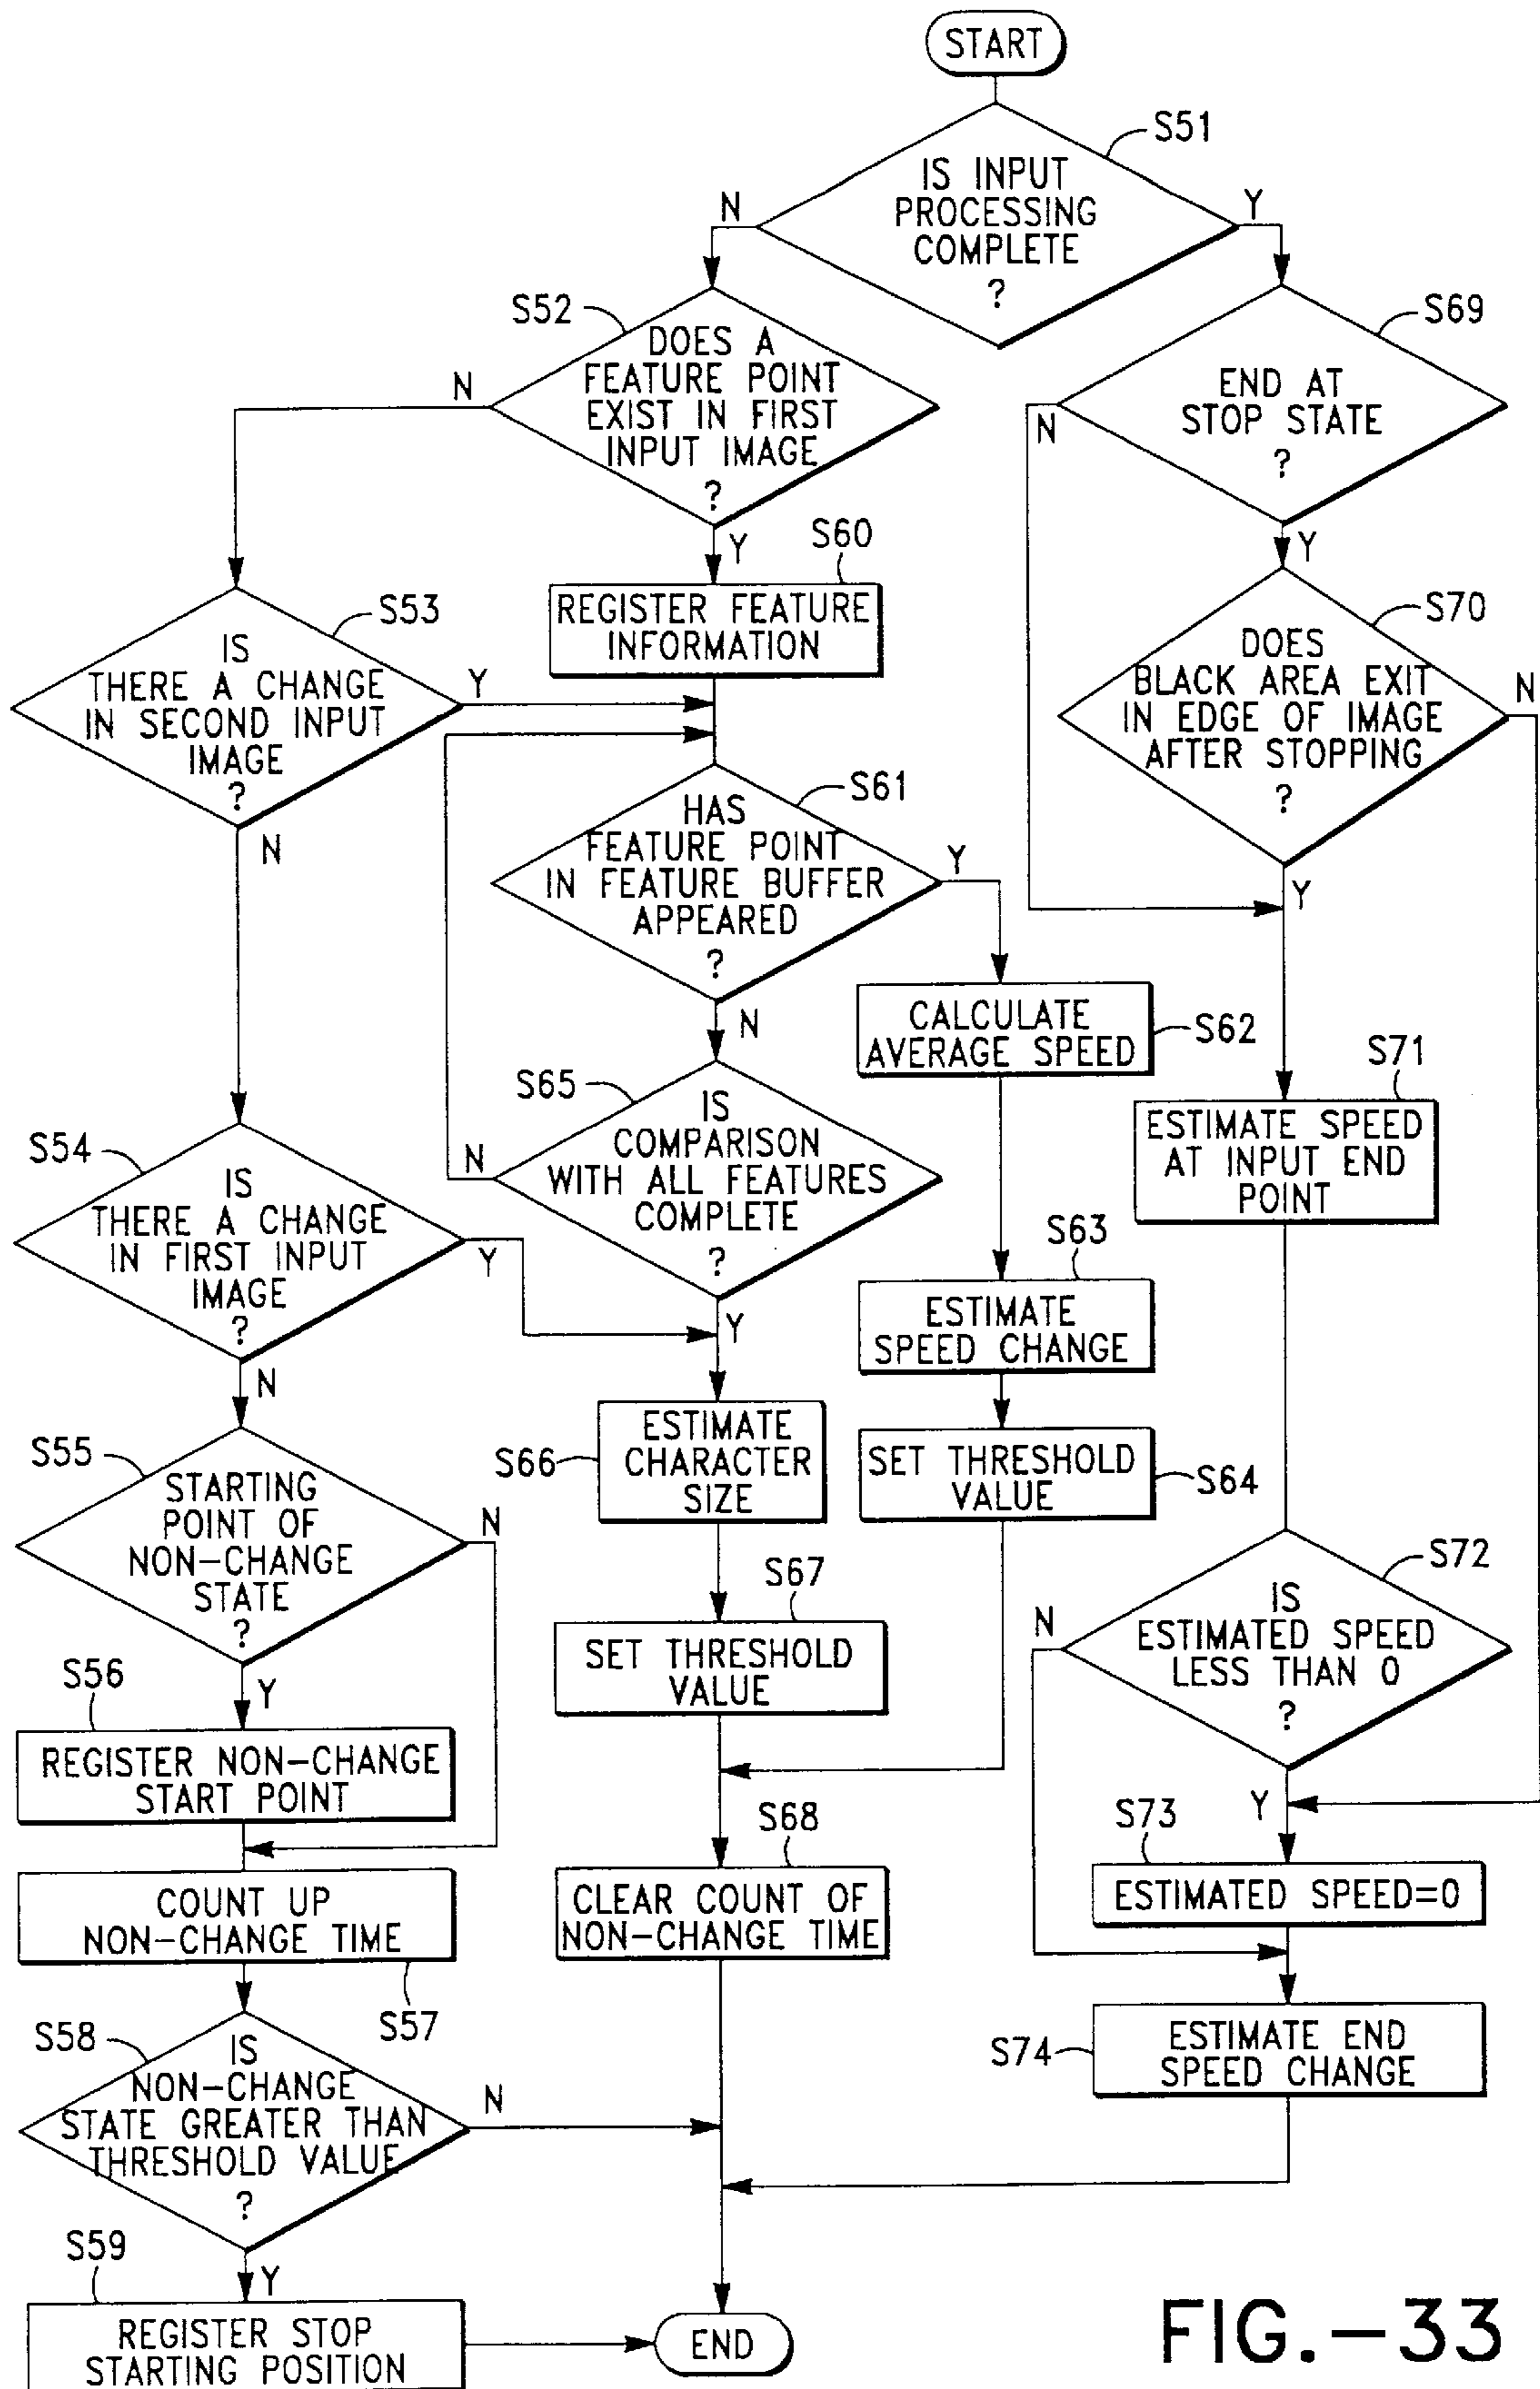 START
S51
IS INPUT
PROCESSING
COMPLETE
?
N
Y
S52
DOES A
FEATURE POINT
EXIST IN FIRST
INPUT IMAGE
?
N
Y
S69
END AT
STOP STATE
?
N
Y
S60
REGISTER FEATURE
INFORMATION
S53
IS
THERE A CHANGE
IN SECOND INPUT
IMAGE
?
Y
N
S70
DOES
BLACK AREA EXIT
IN EDGE OF IMAGE
AFTER STOPPING
?
N
Y
S61
HAS
FEATURE POINT
IN FEATURE BUFFER
APPEARED
?
Y
N
CALCULATE
AVERAGE SPEED
S62
S71
ESTIMATE SPEED
AT INPUT END
POINT
S65
IS
COMPARISON
WITH ALL FEATURES
COMPLETE
?
N
Y
S54
IS
THERE A CHANGE
IN FIRST INPUT
IMAGE
?
Y
N
S63
ESTIMATE
SPEED CHANGE
S66
ESTIMATE
CHARACTER
SIZE
SET THRESHOLD
VALUE
S64
S55
STARTING
POINT OF
NON-CHANGE
STATE
?
N
Y
S67
SET THRESHOLD
VALUE
S72
IS
ESTIMATED SPEED
LESS THAN 0
?
N
Y
S56
REGISTER NON-CHANGE
START POINT
S68
CLEAR COUNT OF
NON-CHANGE TIME
S73
ESTIMATED SPEED=0
COUNT UP
NON-CHANGE TIME
S57
S74
ESTIMATE END
SPEED CHANGE
S58
IS
NON-CHANGE
STATE GREATER THAN
THRESHOLD VALUE
?
N
Y
S59
REGISTER STOP
STARTING POSITION
END
FIG.-33